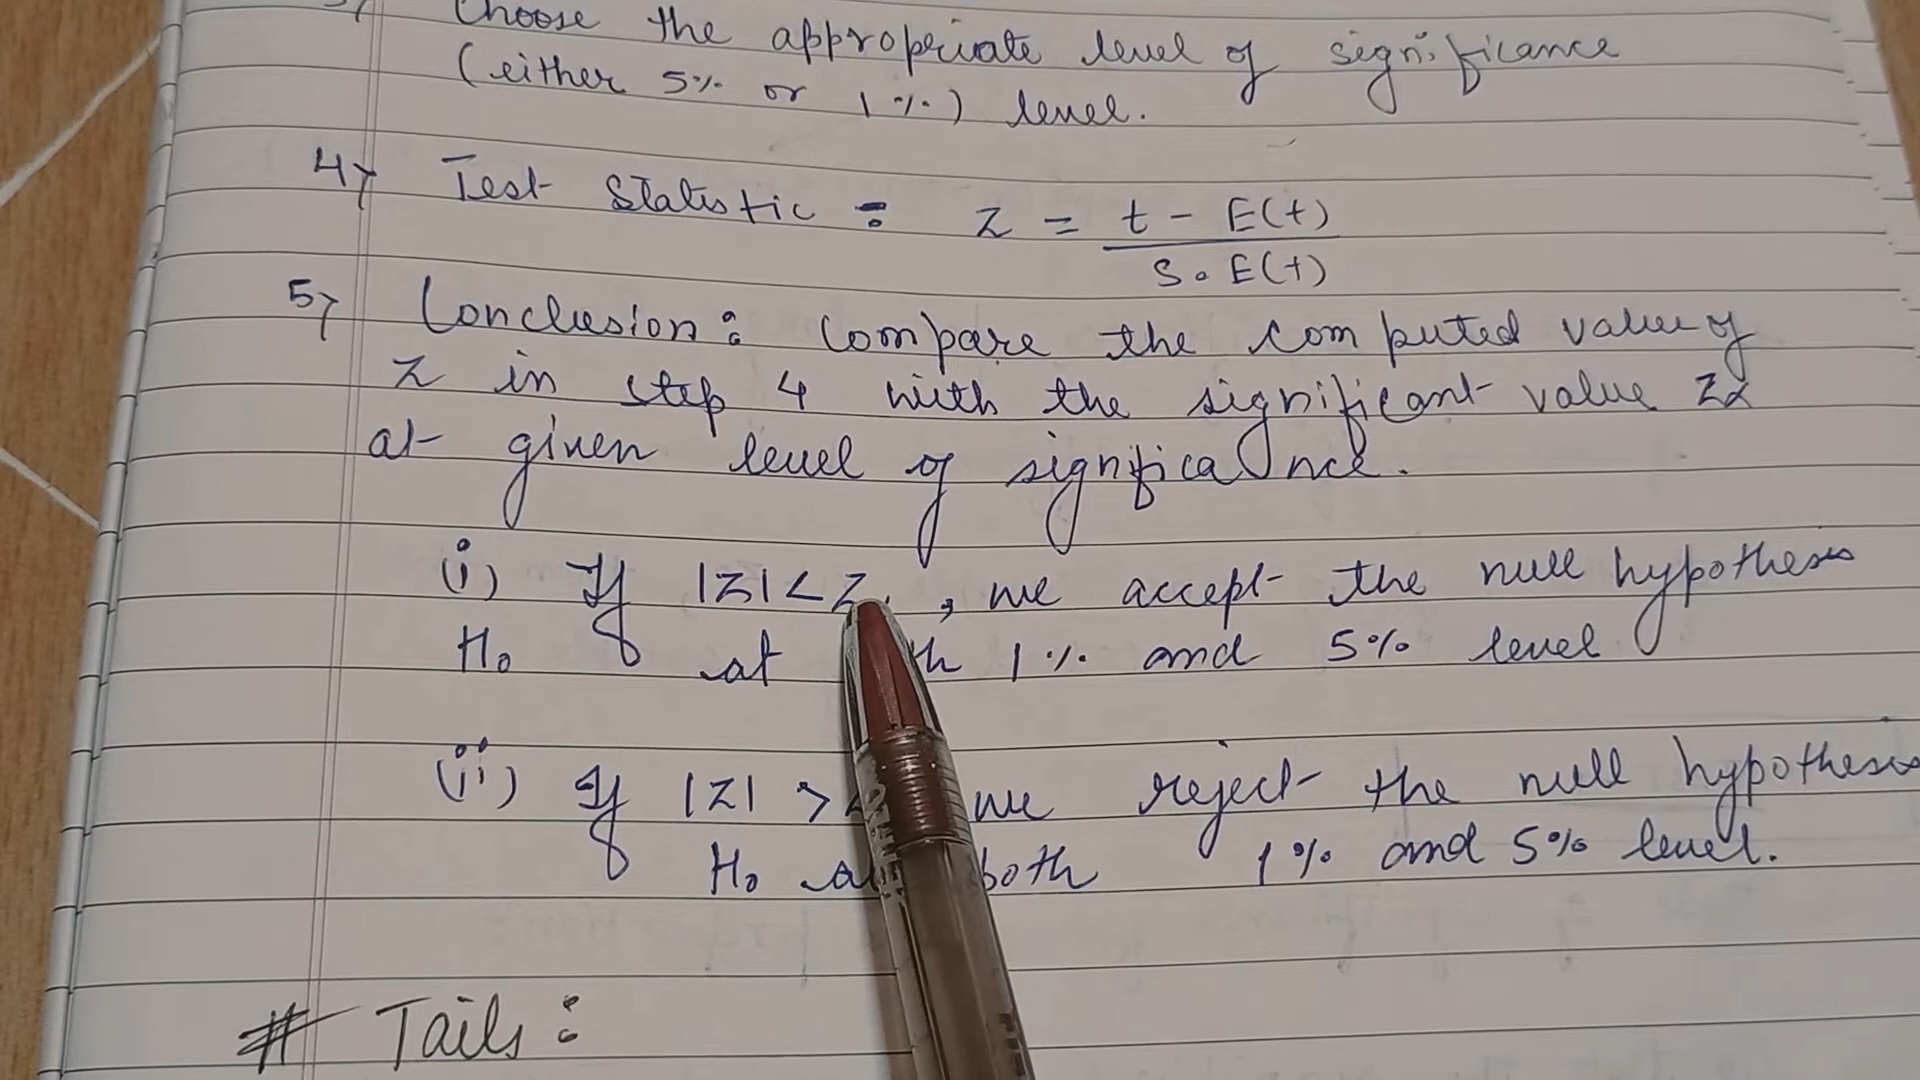 Choose the appropriate level of significance
(either 5% or 1%) level.
4) Test Statistic : Z = t - E(t)
S.E(t)
5) Conclusion: Compare the computed value of
Z in step 4 with the significant value Zα
at given level of significance.
(i) If |Z| < Z , we accept the null hypothesis
H₀ at 1% and 5% level
(ii) If |Z| > we reject the null hypothesis
H₀ both 1% and 5% level.
# Tails :